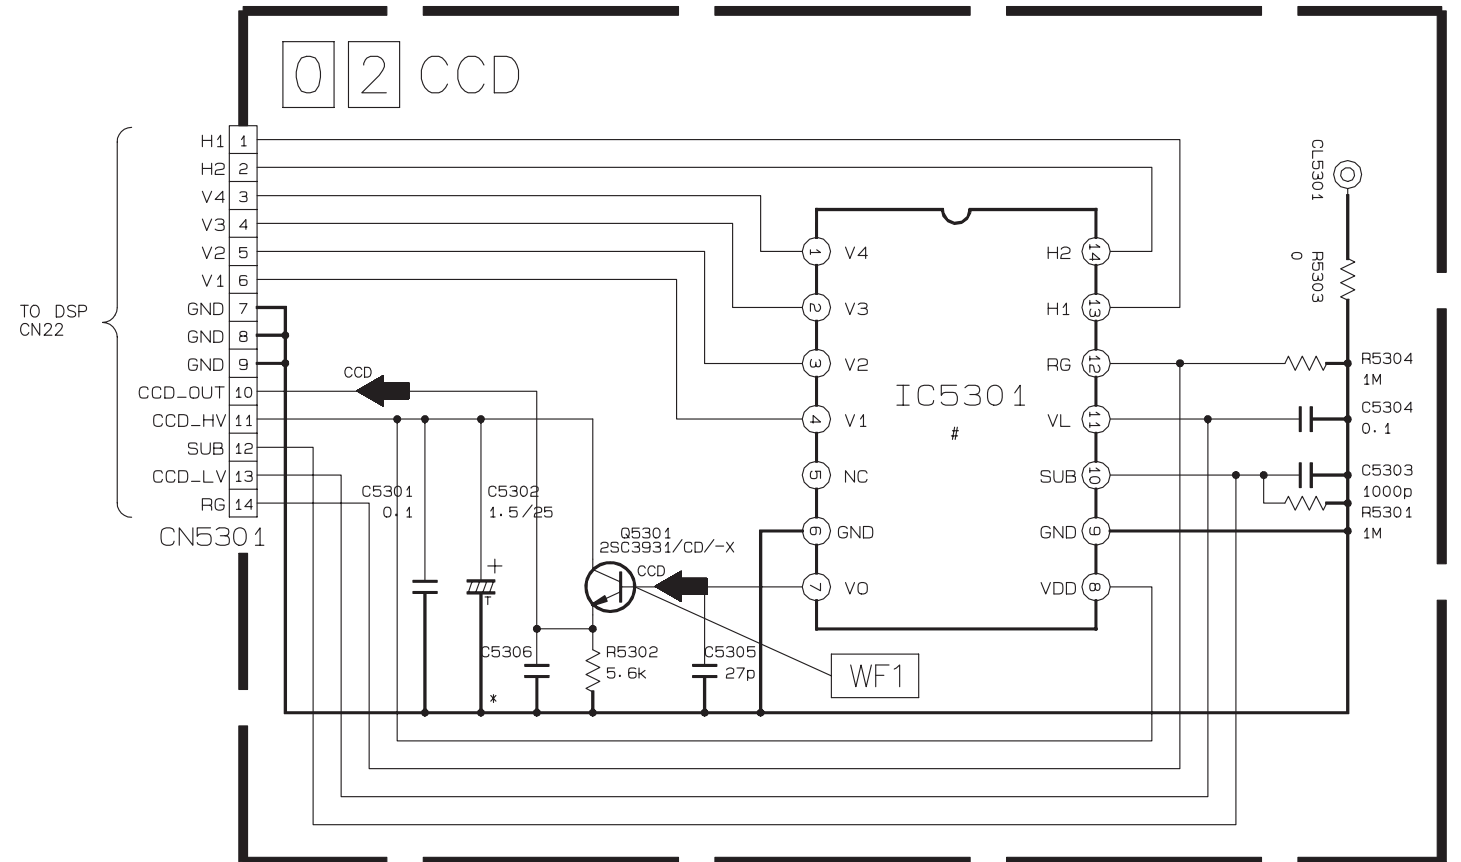 0 2 CCD
H1 1
H2 2
V4 3
V3 4
V2 5
V1 6
GND 7
GND 8
GND 9
CCD_OUT 10
CCD_HV 11
SUB 12
CCD_LV 13
RG 14
CN5301
TO DSP
CN22
CCD
C5301
0.1
C5302
1.5/25
+
T
*
Q5301
2SC3931/CD/-X
CCD
C5306
R5302
5.6k
C5305
27p
WF1
1 V4
2 V3
3 V2
4 V1
5 NC
6 GND
7 VO
IC5301
#
H2 14
H1 13
RG 12
VL 11
SUB 10
GND 9
VDD 8
CL5301
R5303
0
R5304
1M
C5304
0.1
C5303
1000p
R5301
1M